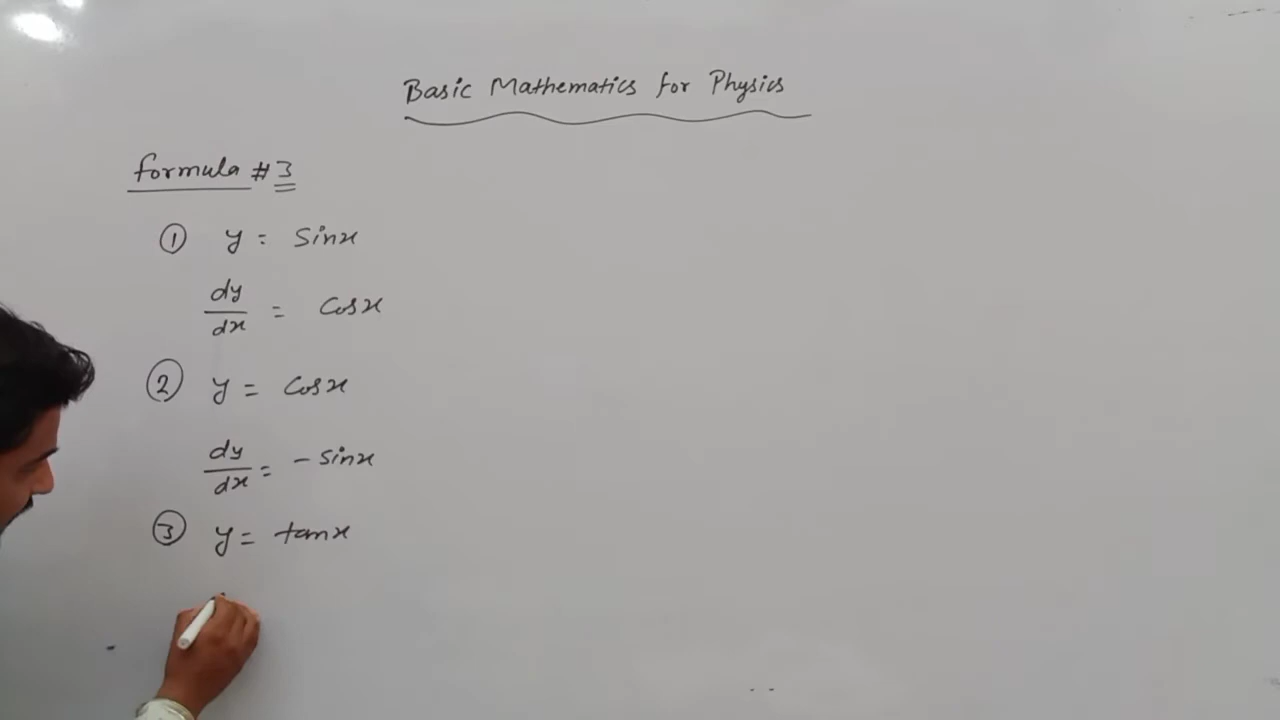 Basic Mathematics for Physics
Formula # 3
① y = Sinx
dy/dx = Cosx
② y = Cosx
dy/dx = - Sinx
③ y = tanx